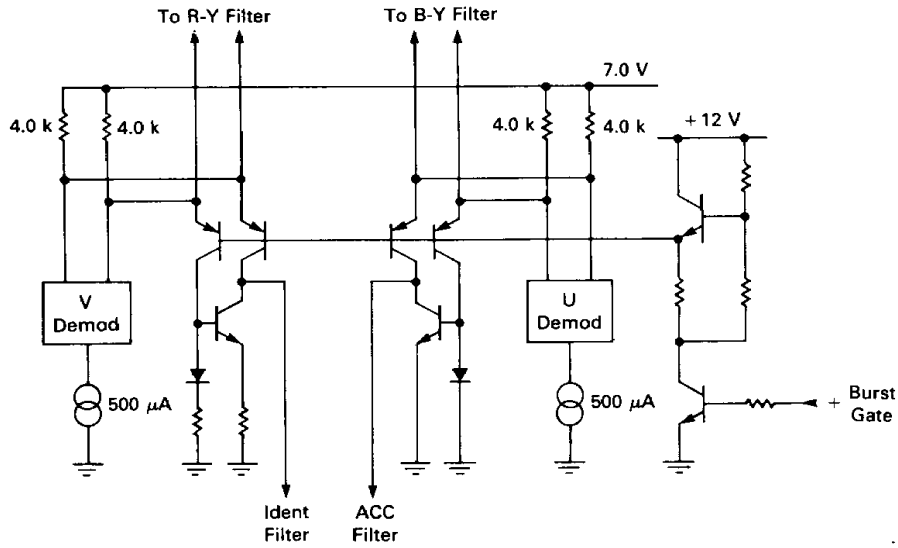 To R-Y Filter
To B-Y Filter
7.0 V
4.0 k
4.0 k
4.0 k
4.0 k
+12 V
V
Demod
U
Demod
500 µA
500 µA
+ Burst
Gate
Ident
Filter
ACC
Filter